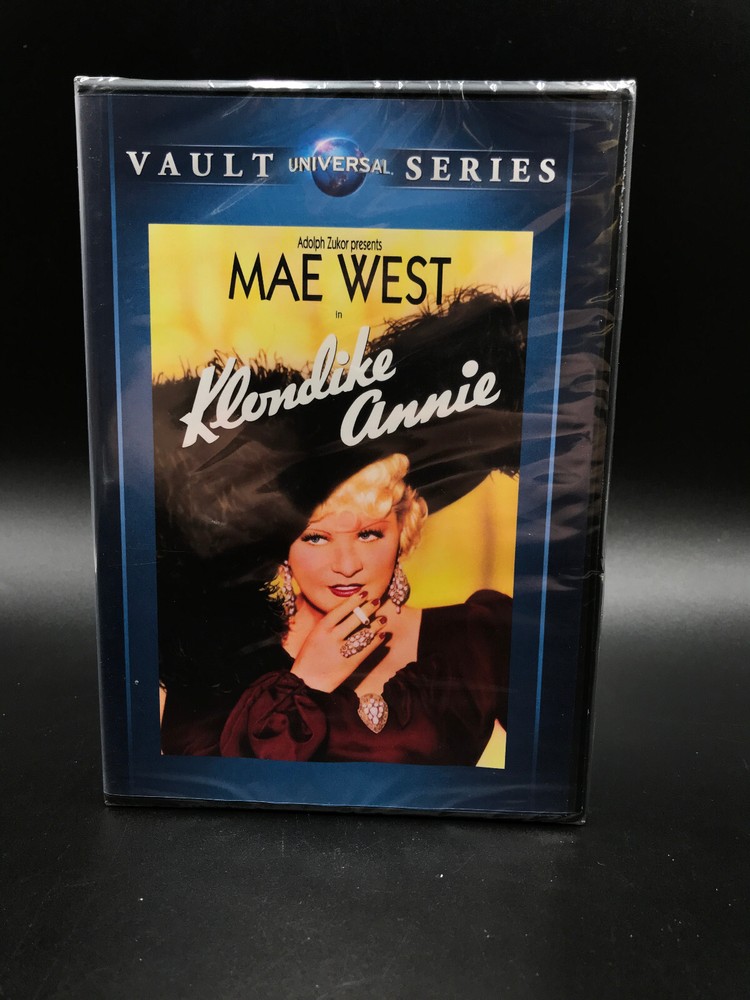 VAULT UNIVERSAL SERIES
Adolph Zukor presents
MAE WEST
in
Klondike
Annie